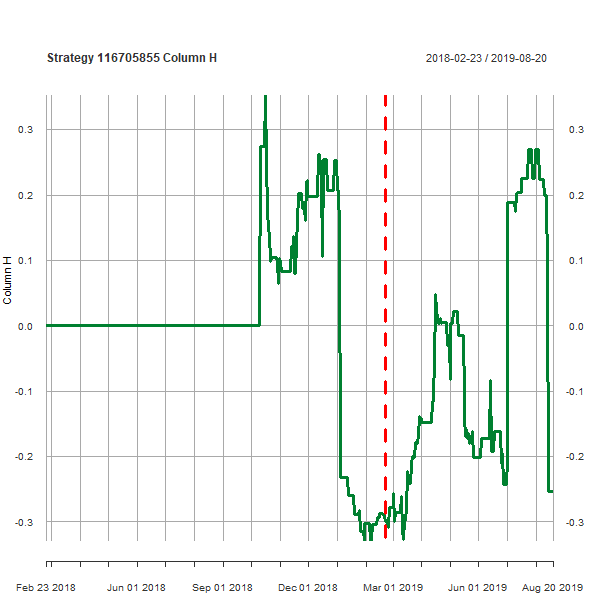 Strategy 116705855 Column H
2018-02-23 / 2019-08-20
0.3 0.3
0.2 0.2
0.1 0.1
Column H
0.0 0.0
-0.1 -0.1
-0.2 -0.2
-0.3 -0.3
Feb 23 2018 Jun 01 2018 Sep 01 2018 Dec 01 2018 Mar 01 2019 Jun 01 2019 Aug 20 2019